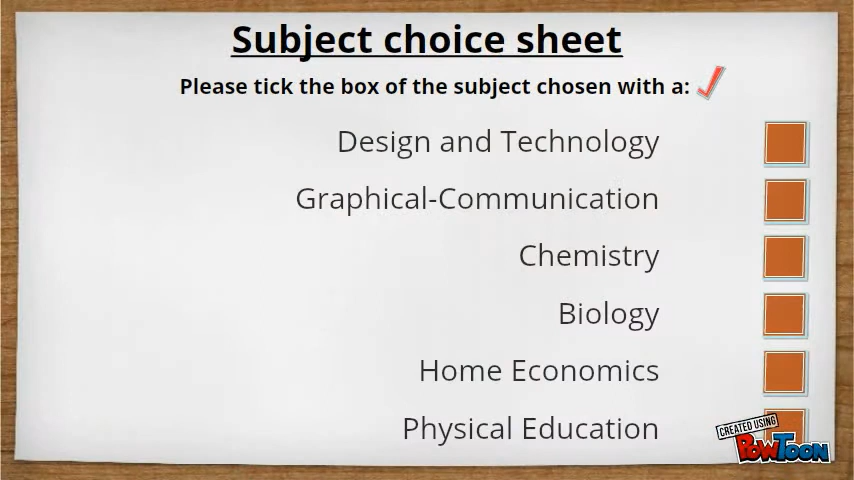 Subject choice sheet
Please tick the box of the subject chosen with a:
Design and Technology
Graphical-Communication
Chemistry
Biology
Home Economics
Physical Education
CREATED USING
POWTOON